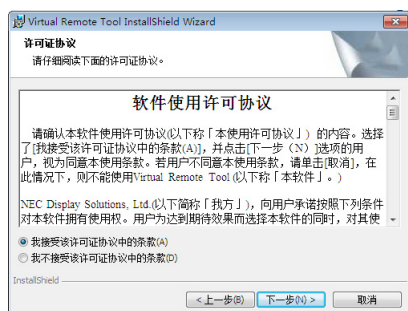 Virtual Remote Tool InstallShield Wizard
许可证协议
请仔细阅读下面的许可证协议。
软件使用许可协议
请确认本软件使用许可协议(以下称「本使用许可协议」) 的内容。选择
了[我接受该许可证协议中的条款(A)]，并点击[下一步（N）]选项的用
户，视为同意本使用条款。若用户不同意本使用条款，请单击[取消]，在
此情况下，则不能使用Virtual Remote Tool (以下称「本软件」。)
NEC Display Solutions, Ltd.(以下简称「我方」)，向用户承诺按照下列条件
对本软件拥有使用权。用户为达到期待效果而选择本软件的同时，对其使
我接受该许可证协议中的条款(A)
我不接受该许可证协议中的条款(D)
InstallShield
< 上一步(B)
下一步(N) >
取消